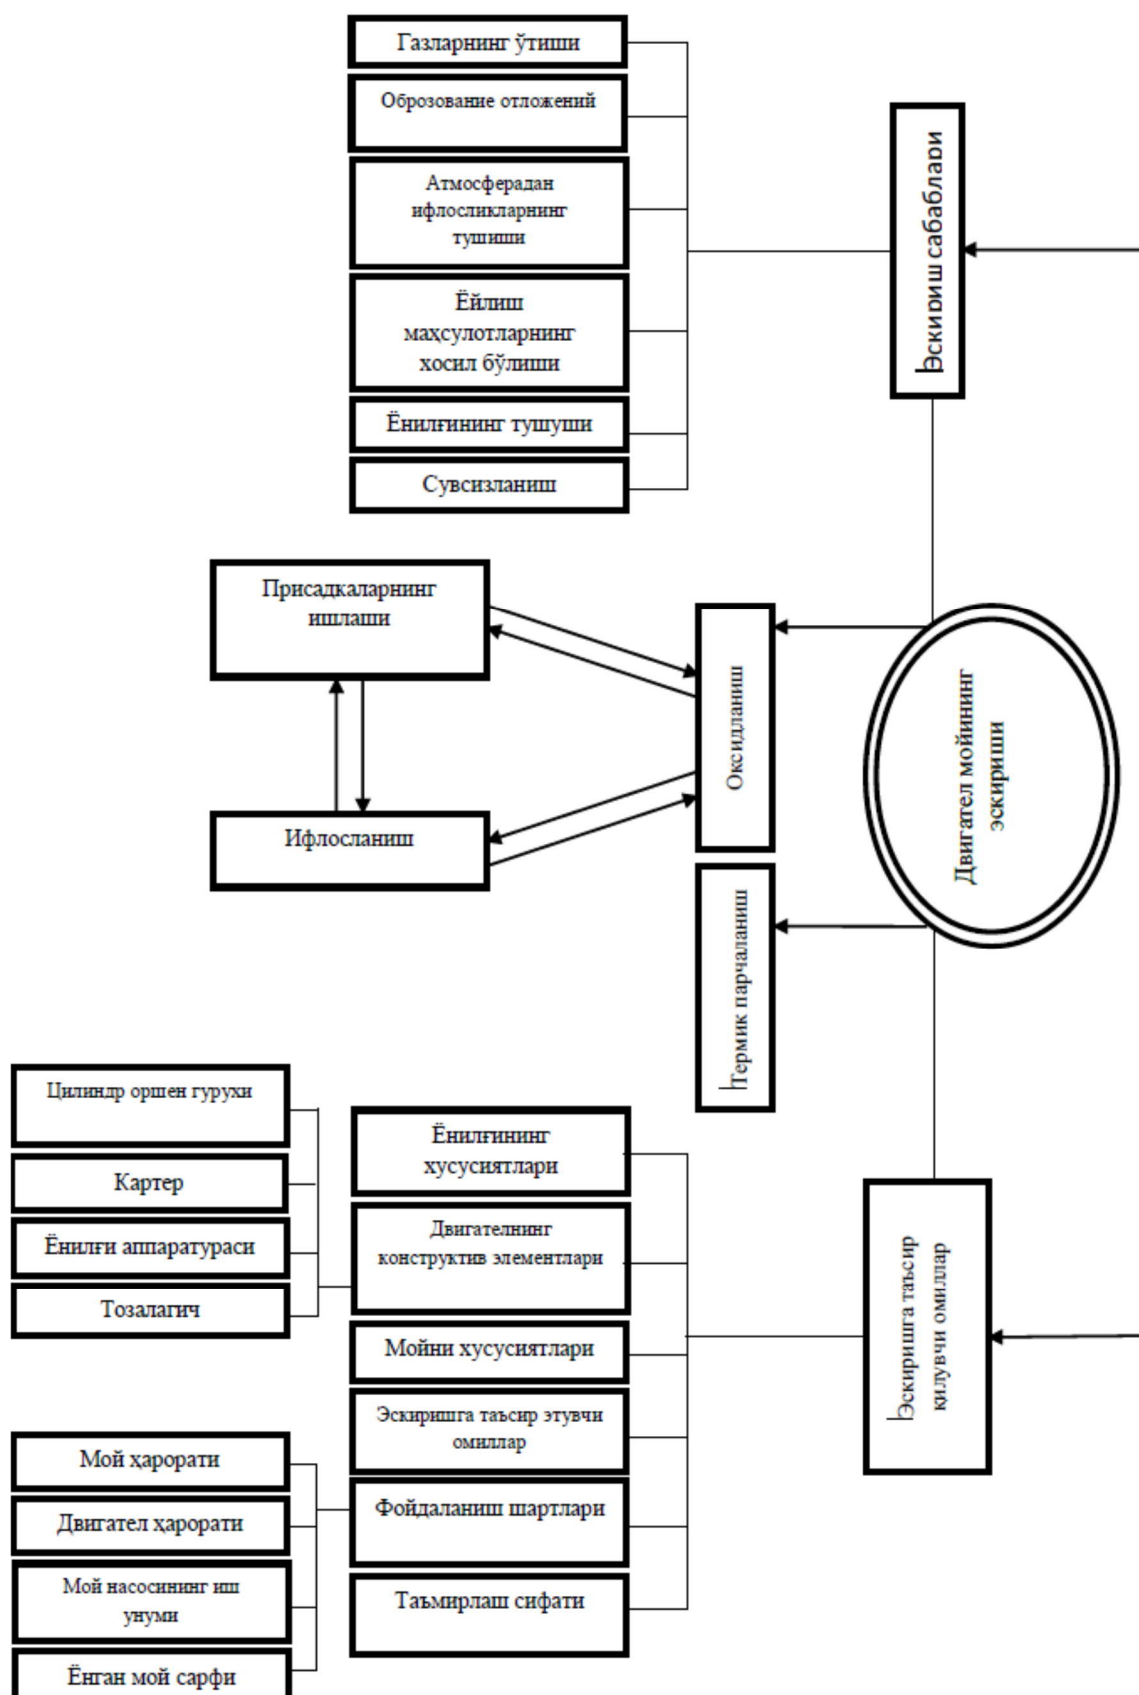 Газларнинг ўтиши
Оброзование отложений
Атмосферадан
ифлосликларнинг
тушиши
Ёйлиш
маҳсулотларнинг
хосил бўлиши
Ёнилғининг тушуши
Сувсизланиш
Эскириш сабаблари
Присадкаларнинг
ишлаши
Ифлосланиш
Оксидланиш
Термик парчаланиш
Двигател мойининг
эскириши
Цилиндр оршен гурухи
Картер
Ёнилғи аппаратураси
Тозалагич
Ёнилғининг
хусусиятлари
Двигателнинг
конструктив элементлари
Мойни хусусиятлари
Эскиришга таъсир этувчи
омиллар
Фойдаланиш шартлари
Таъмирлаш сифати
Эскиришга таъсир
қилувчи омиллар
Мой ҳарорати
Двигател ҳарорати
Мой насосининг иш
унуми
Ёнган мой сарфи